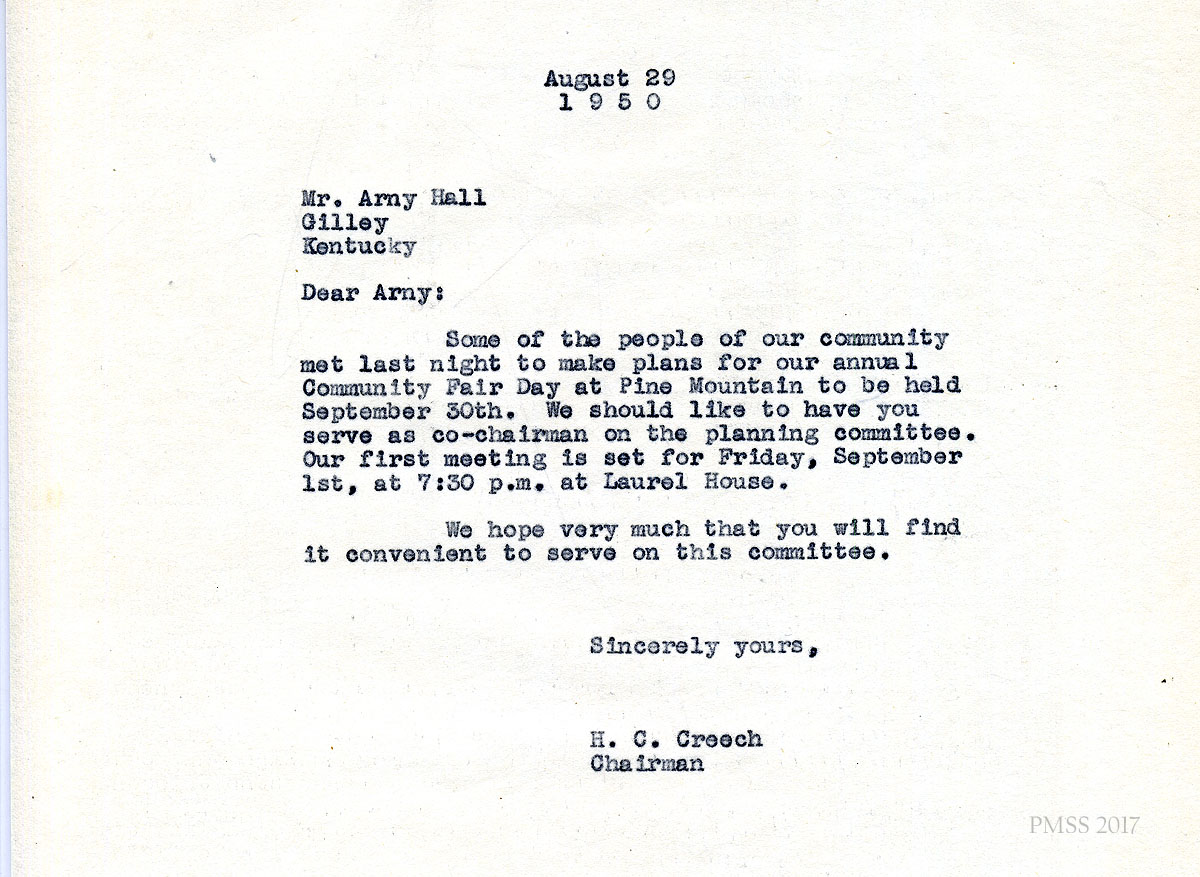 August 29
1 9 5 0
Mr. Arny Hall
Gilley
Kentucky
Dear Arny:
Some of the people of our community
met last night to make plans for our annual
Community Fair Day at Pine Mountain to be held
September 30th. We should like to have you
serve as co-chairman on the planning committee.
Our first meeting is set for Friday, September
1st, at 7:30 p.m. at Laurel House.
We hope very much that you will find
it convenient to serve on this committee.
Sincerely yours,
H. C. Creech
Chairman
PMSS 2017